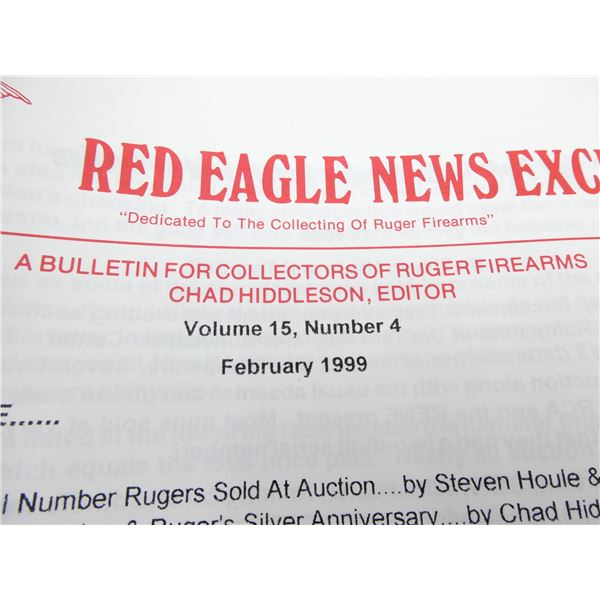 RED EAGLE NEWS EXC
"Dedicated To The Collecting Of Ruger Firearms"
A BULLETIN FOR COLLECTORS OF RUGER FIREARMS
CHAD HIDDLESON, EDITOR
Volume 15, Number 4
February 1999
E......
l Number Rugers Sold At Auction....by Steven Houle &
& Ruger's Silver Anniversary....by Chad Hid